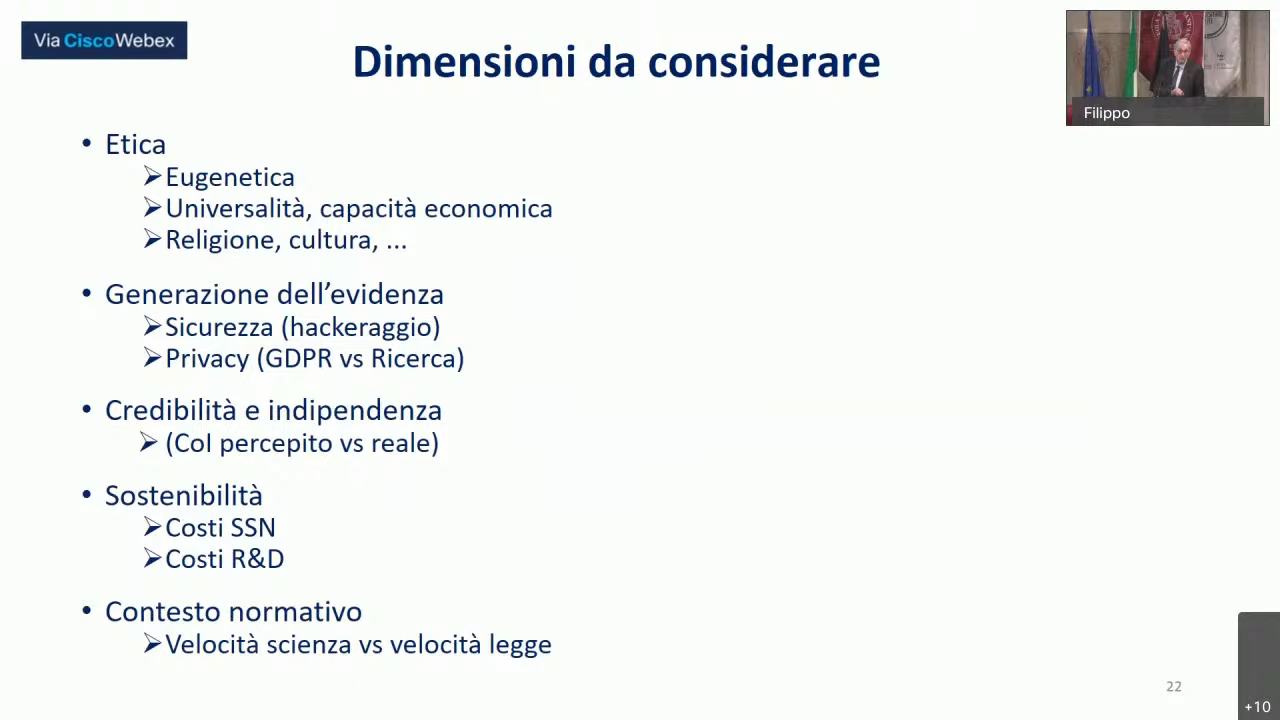 Via Cisco Webex
Dimensioni da considerare
Filippo
• Etica
➢Eugenetica
➢Universalità, capacità economica
➢Religione, cultura, ...
• Generazione dell’evidenza
➢Sicurezza (hackeraggio)
➢Privacy (GDPR vs Ricerca)
• Credibilità e indipendenza
➢ (CoI percepito vs reale)
• Sostenibilità
➢Costi SSN
➢Costi R&D
• Contesto normativo
➢Velocità scienza vs velocità legge
22
+10